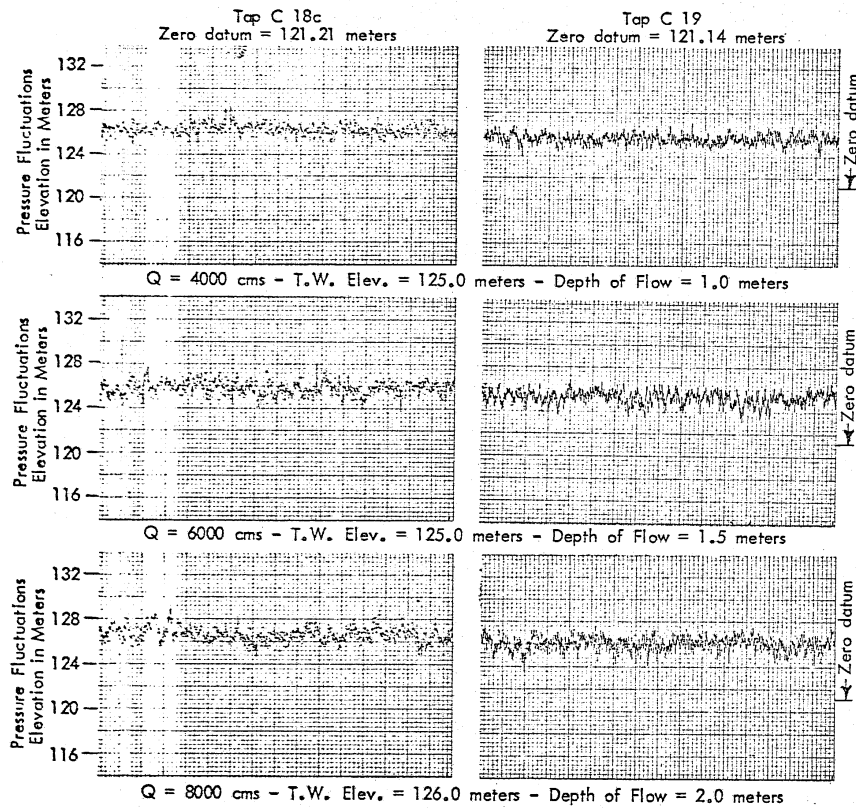 Tap C 18c
Zero datum = 121.21 meters
Tap C 19
Zero datum = 121.14 meters
Pressure Fluctuations
Elevation in Meters
132
128
124
120
116
Zero datum
Q = 4000 cms - T.W. Elev. = 125.0 meters - Depth of Flow = 1.0 meters
Pressure Fluctuations
Elevation in Meters
132
128
124
120
116
Zero datum
Q = 6000 cms - T.W. Elev. = 125.0 meters - Depth of Flow = 1.5 meters
Pressure Fluctuations
Elevation in Meters
132
128
124
120
116
Zero datum
Q = 8000 cms - T.W. Elev. = 126.0 meters - Depth of Flow = 2.0 meters